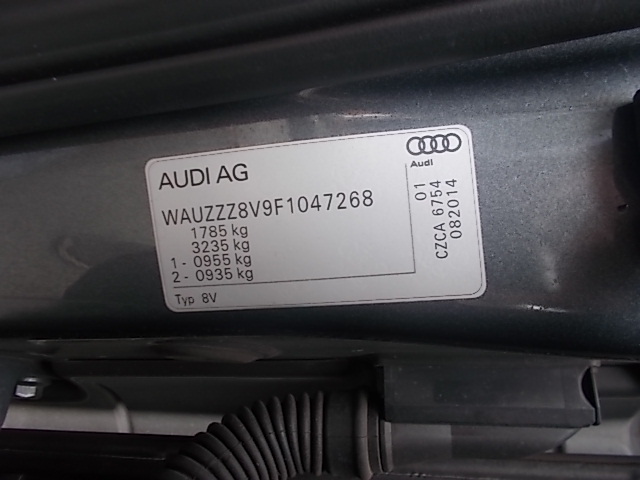 AUDI AG
Audi
WAUZZZ8V9F1047268
1785 kg
3235 kg
1 - 0955 kg
2 - 0935 kg
Typ 8V
01
CZCA 6754
082014